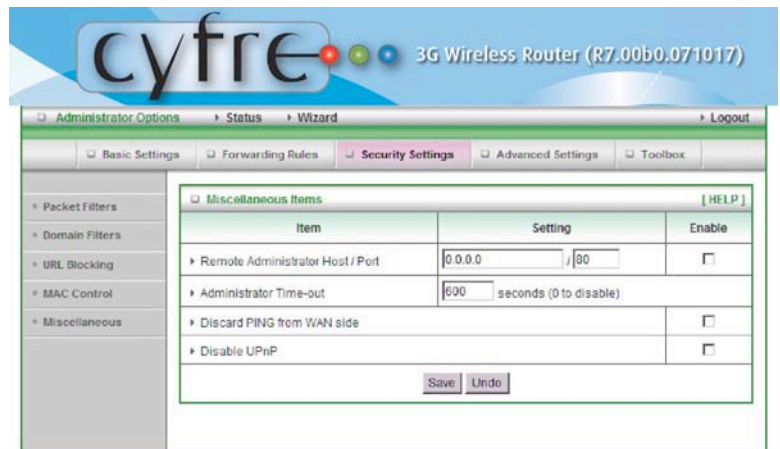 cyfre
3G Wireless Router (R7.00b0.071017)
Administrator Options Status Wizard Logout
Basic Settings Forwarding Rules Security Settings Advanced Settings Toolbox
Packet Filters
Domain Filters
URL Blocking
MAC Control
Miscellaneous
Miscellaneous Items [HELP]
Item Setting Enable
Remote Administrator Host / Port 0.0.0.0 / 80
Administrator Time-out 600 seconds (0 to disable)
Discard PING from WAN side
Disable UPnP
Save Undo